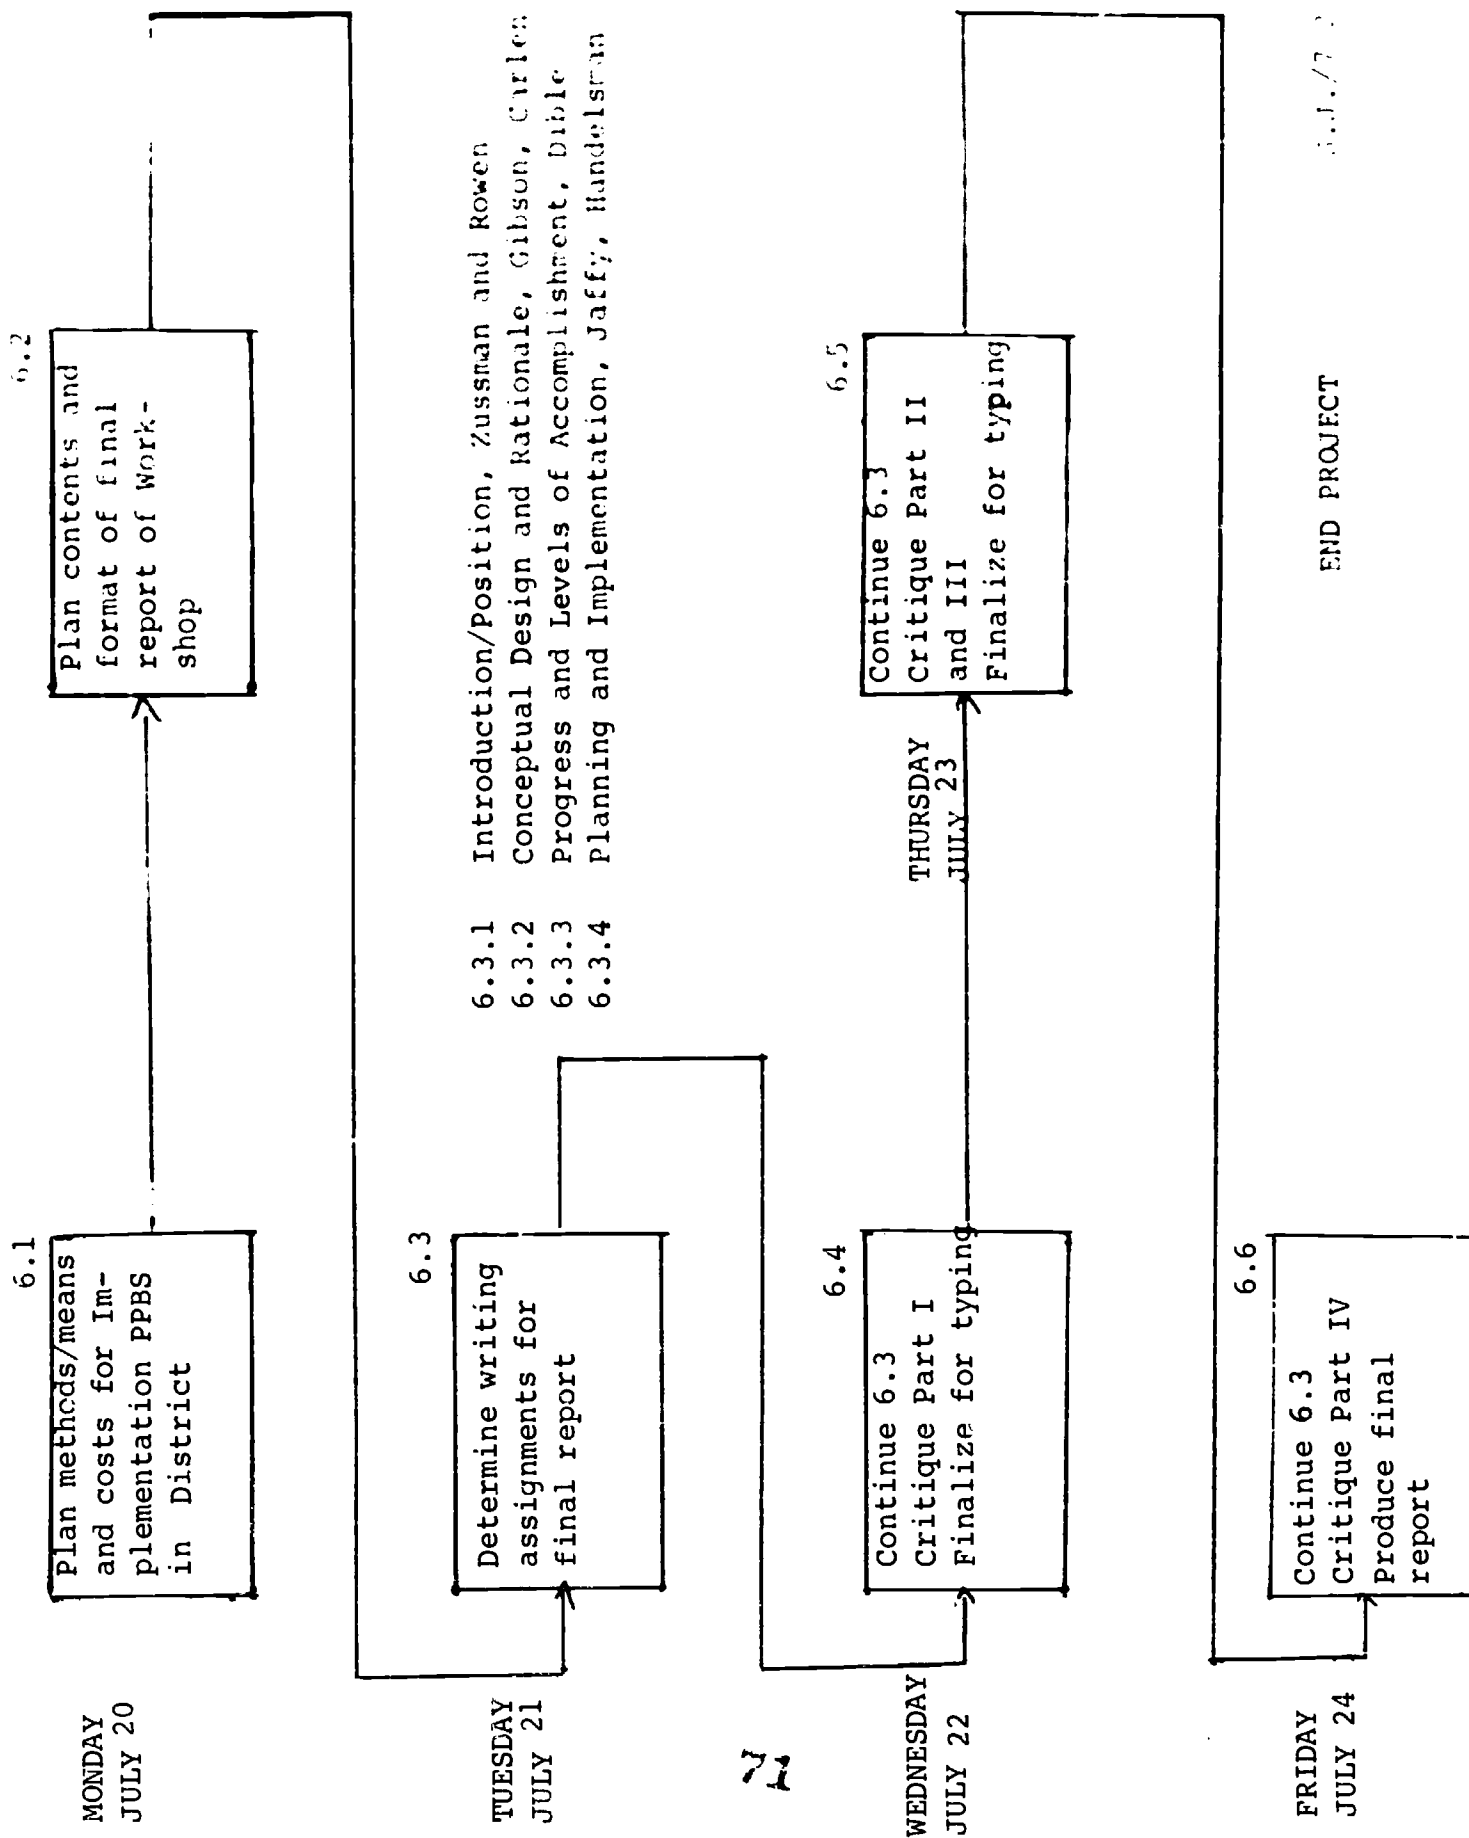 MONDAY
JULY 20
6.1
Plan methods/means
and costs for Im-
plementation PPBS
in District
6.2
Plan contents and
format of final
report of Work-
shop
TUESDAY
JULY 21
6.3
Determine writing
assignments for
final report
6.3.1 Introduction/Position, Zussman and Rowen
6.3.2 Conceptual Design and Rationale, Gibson, Carlen
6.3.3 Progress and Levels of Accomplishment, Dible
6.3.4 Planning and Implementation, Jaffy, Handelsman
71
WEDNESDAY
JULY 22
6.4
Continue 6.3
Critique Part I
Finalize for typing
THURSDAY
JULY 23
6.5
Continue 6.3
Critique Part II
and III
Finalize for typing
FRIDAY
JULY 24
6.6
Continue 6.3
Critique Part IV
Produce final
report
END PROJECT